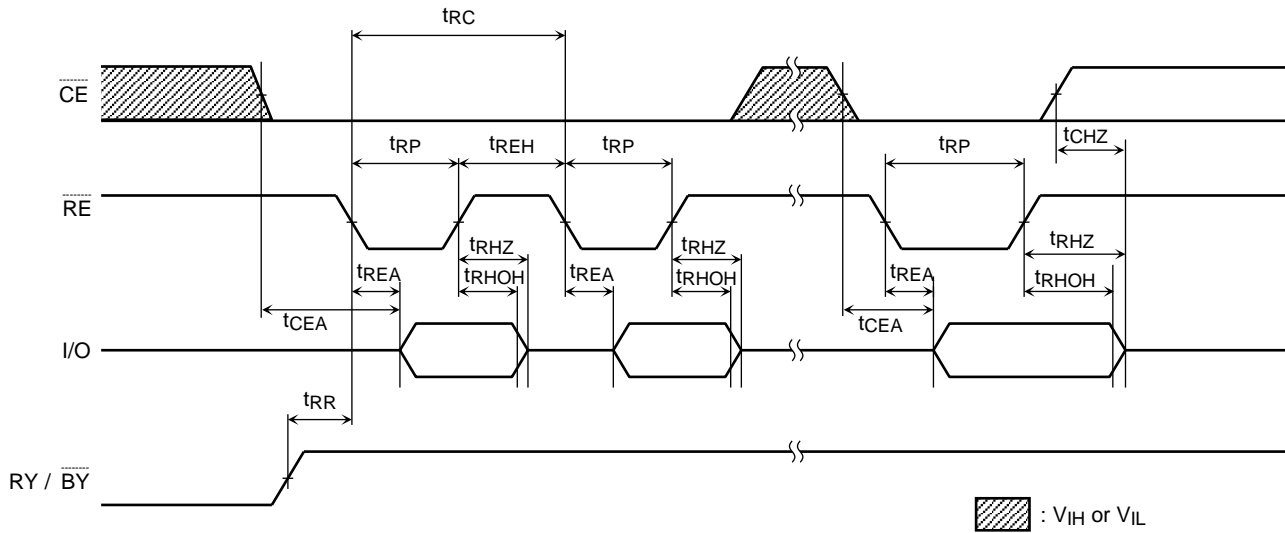 tRC
CE
tCHZ
tRP
tREH
tRP
tRP
RE
tRHZ
tRHZ
tRHZ
tREA
tRHOH
tREA
tRHOH
tREA
tRHOH
tCEA
tCEA
I/O
tRR
RY / BY
: VIH or VIL